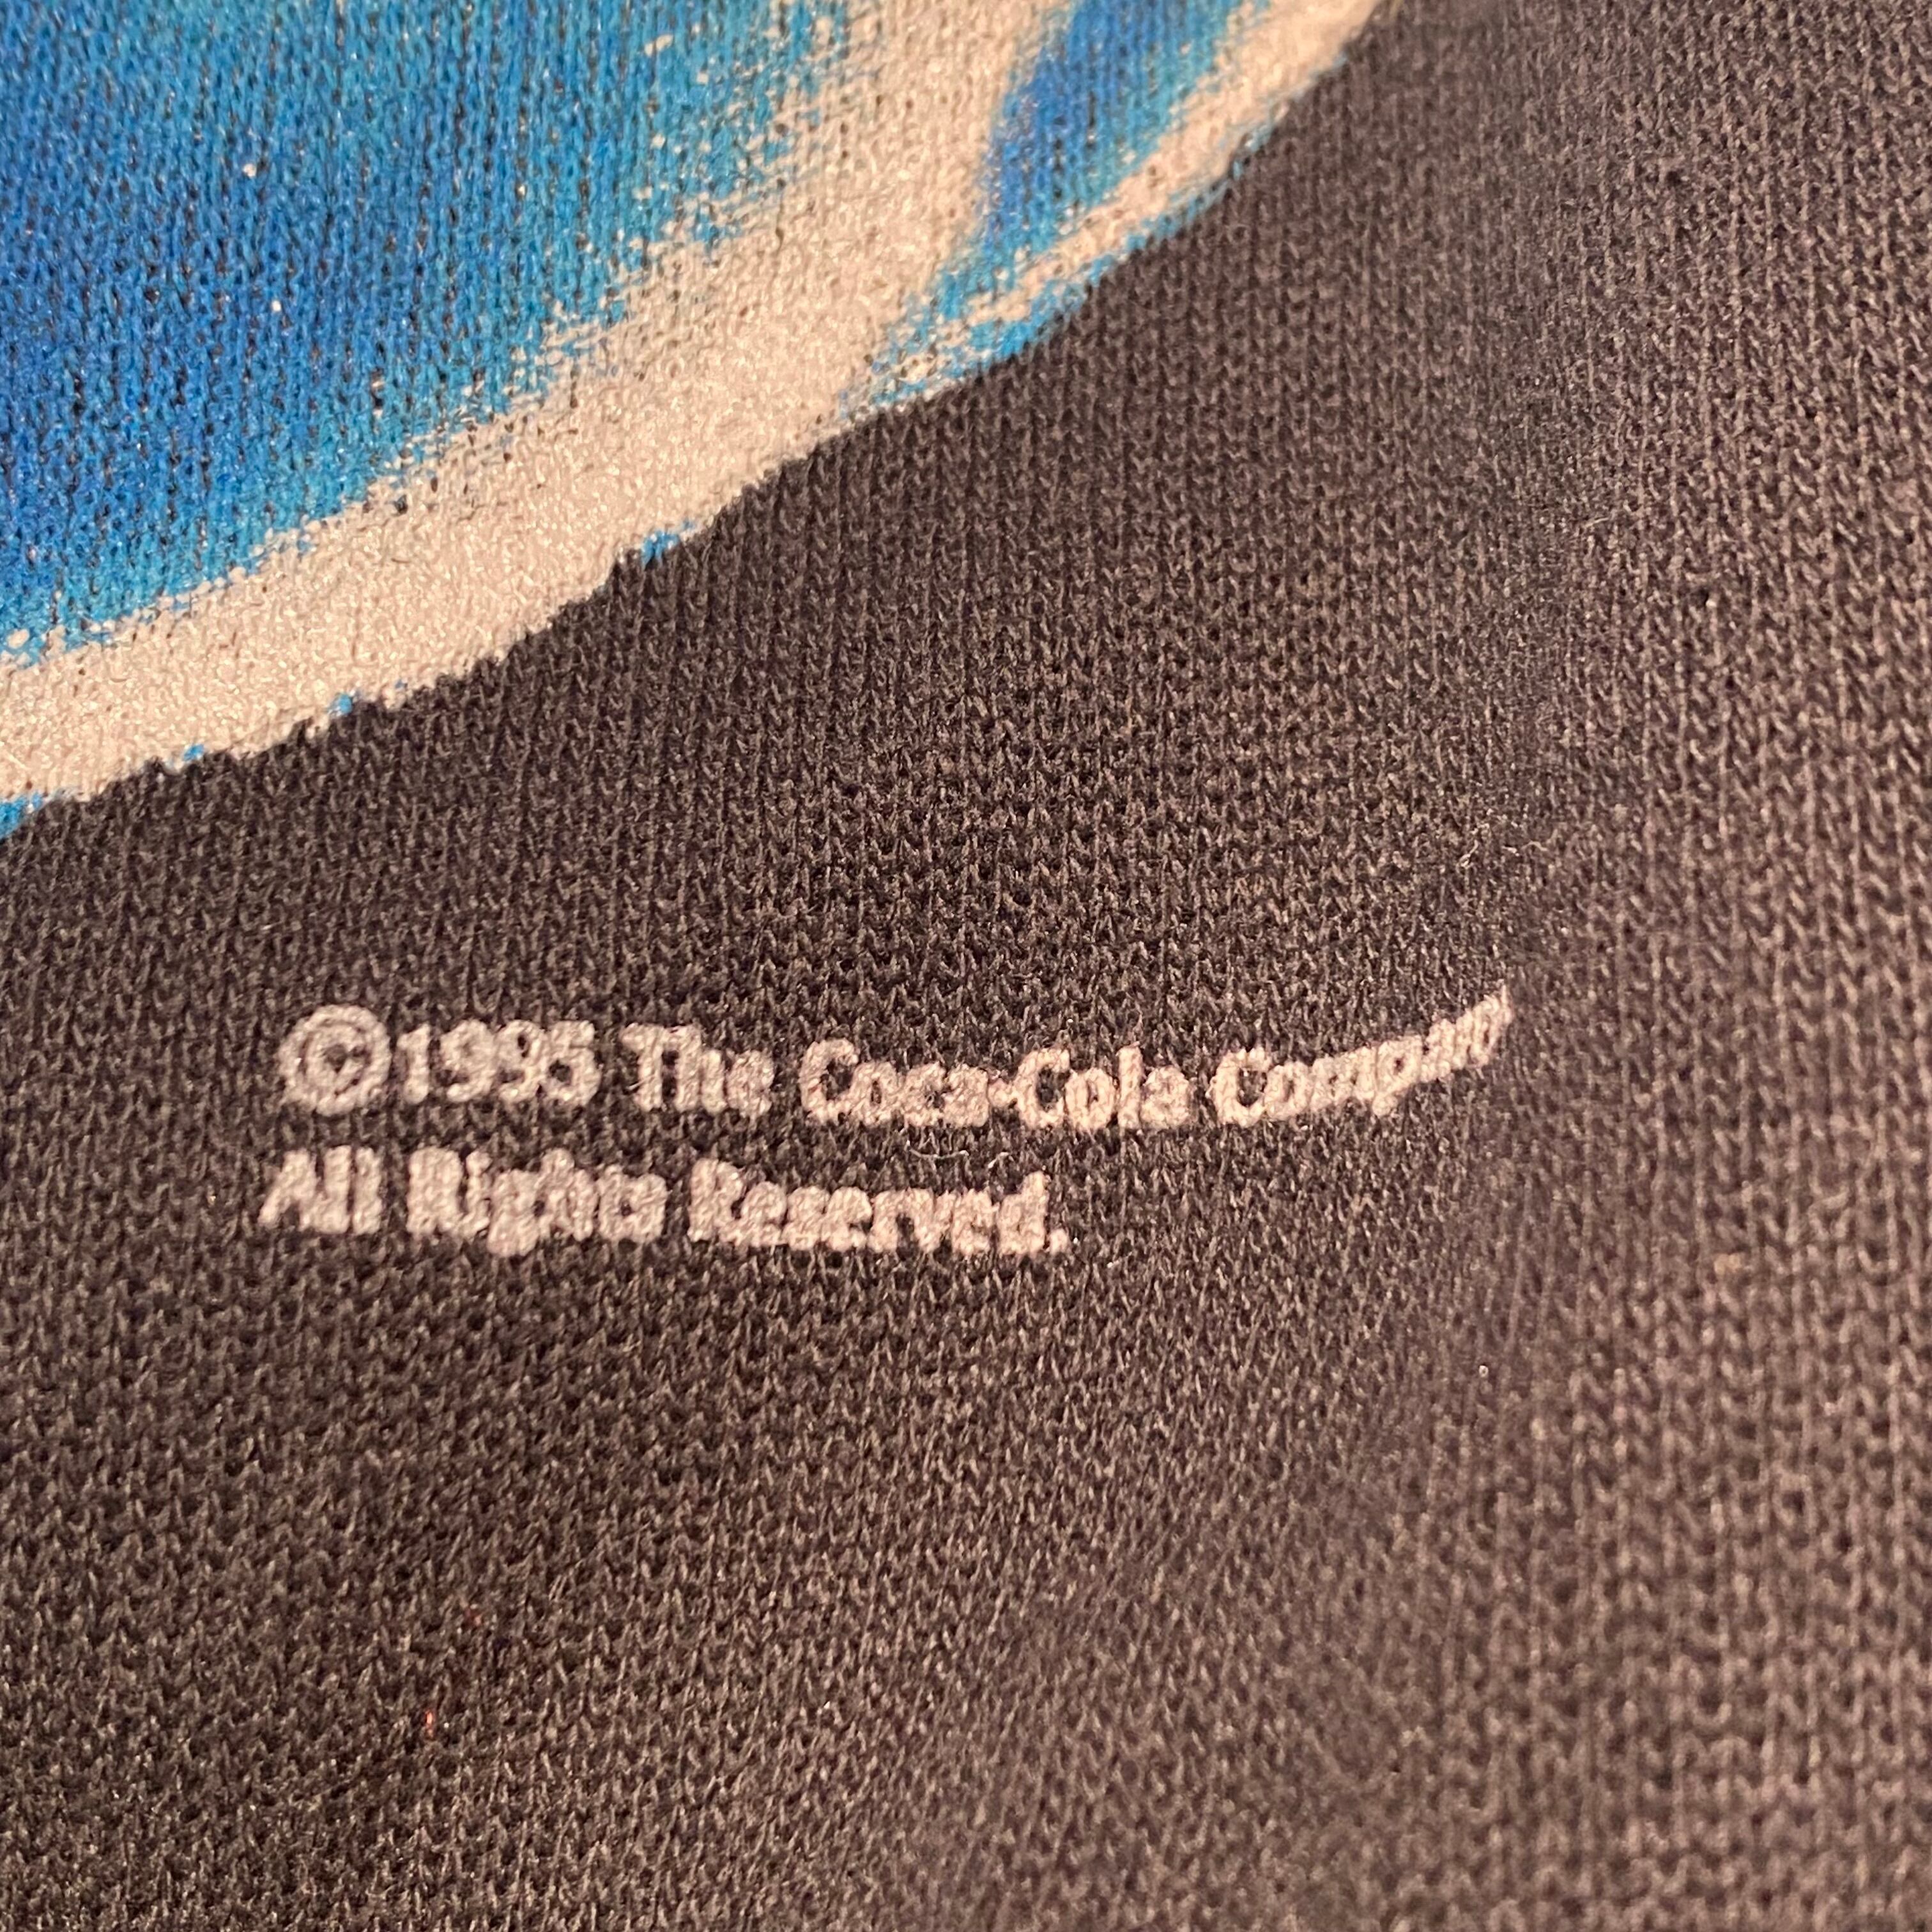 ©1995 The Coca-Cola Company
All Rights Reserved.